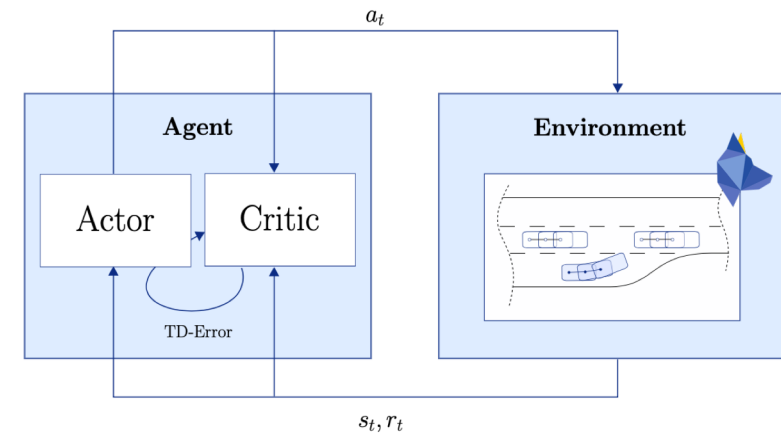 a_t
Agent
Environment
Actor
Critic
TD-Error
s_t, r_t